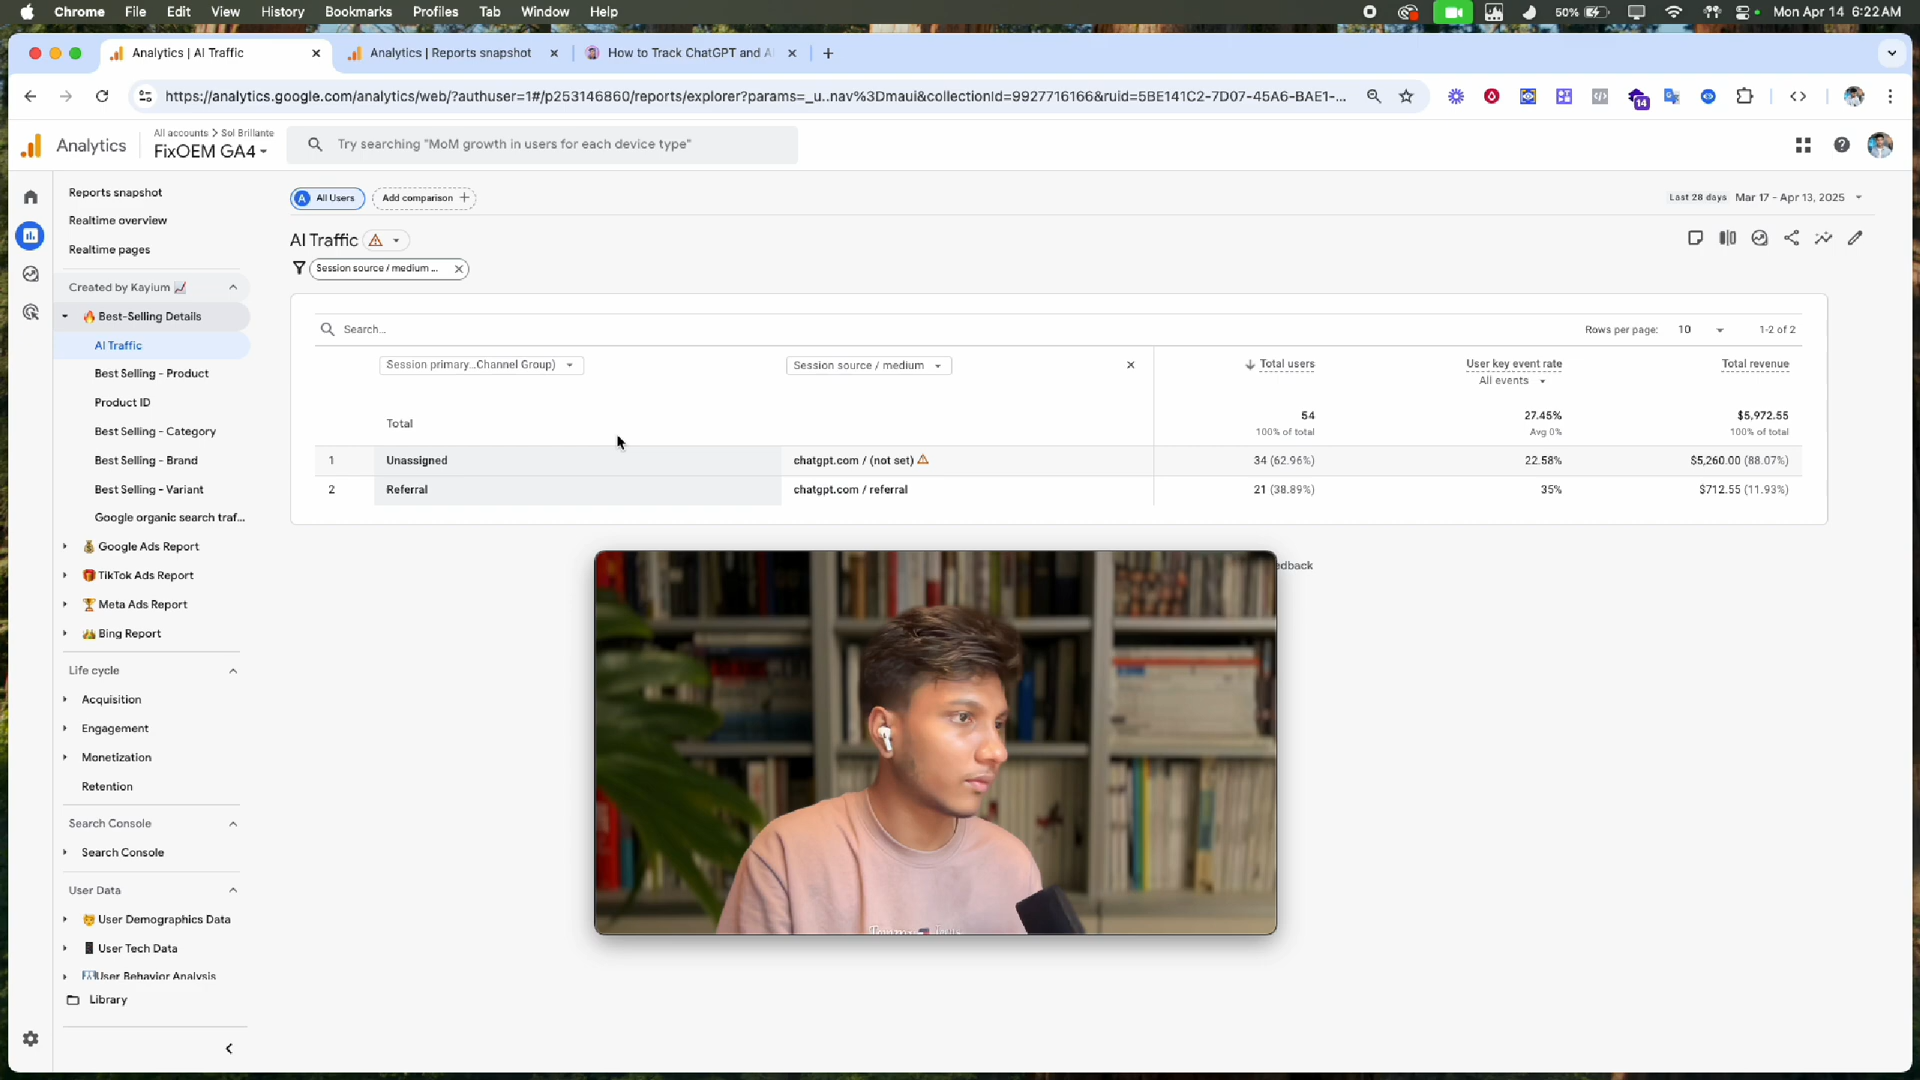 Chrome File Edit View History Bookmarks Profiles Tab Window Help 50% Mon Apr 14 6:22 AM
Analytics | AI Traffic
Analytics | Reports snapshot
How to Track ChatGPT and AI
https://analytics.google.com/analytics/web/?authuser=1#/p253146860/reports/explorer?params=_u..nav%3Dmaui&collectionId=9927716166&ruid=5BE141C2-7D07-45A6-BAE1-...
14
Analytics
All accounts > Sol Brillante
FixOEM GA4
Try searching "MoM growth in users for each device type"
Reports snapshot
Realtime overview
Realtime pages
Created by Kayium
Best-Selling Details
AI Traffic
Best Selling - Product
Product ID
Best Selling - Category
Best Selling - Brand
Best Selling - Variant
Google organic search traf...
Google Ads Report
TikTok Ads Report
Meta Ads Report
Bing Report
Life cycle
Acquisition
Engagement
Monetization
Retention
Search Console
Search Console
User Data
User Demographics Data
User Tech Data
User Behavior Analysis
Library
A All Users
Add comparison +
Last 28 days Mar 17 - Apr 13, 2025
AI Traffic
Session source / medium ...
Search...
Rows per page: 10 1-2 of 2
Session primary...Channel Group) Session source / medium Total users User key event rate Total revenue
All events
Total 54 27.45% $5,972.55
100% of total Avg 0% 100% of total
1 Unassigned chatgpt.com / (not set) 34 (62.96%) 22.58% $5,260.00 (88.07%)
2 Referral chatgpt.com / referral 21 (38.89%) 35% $712.55 (11.93%)
edback